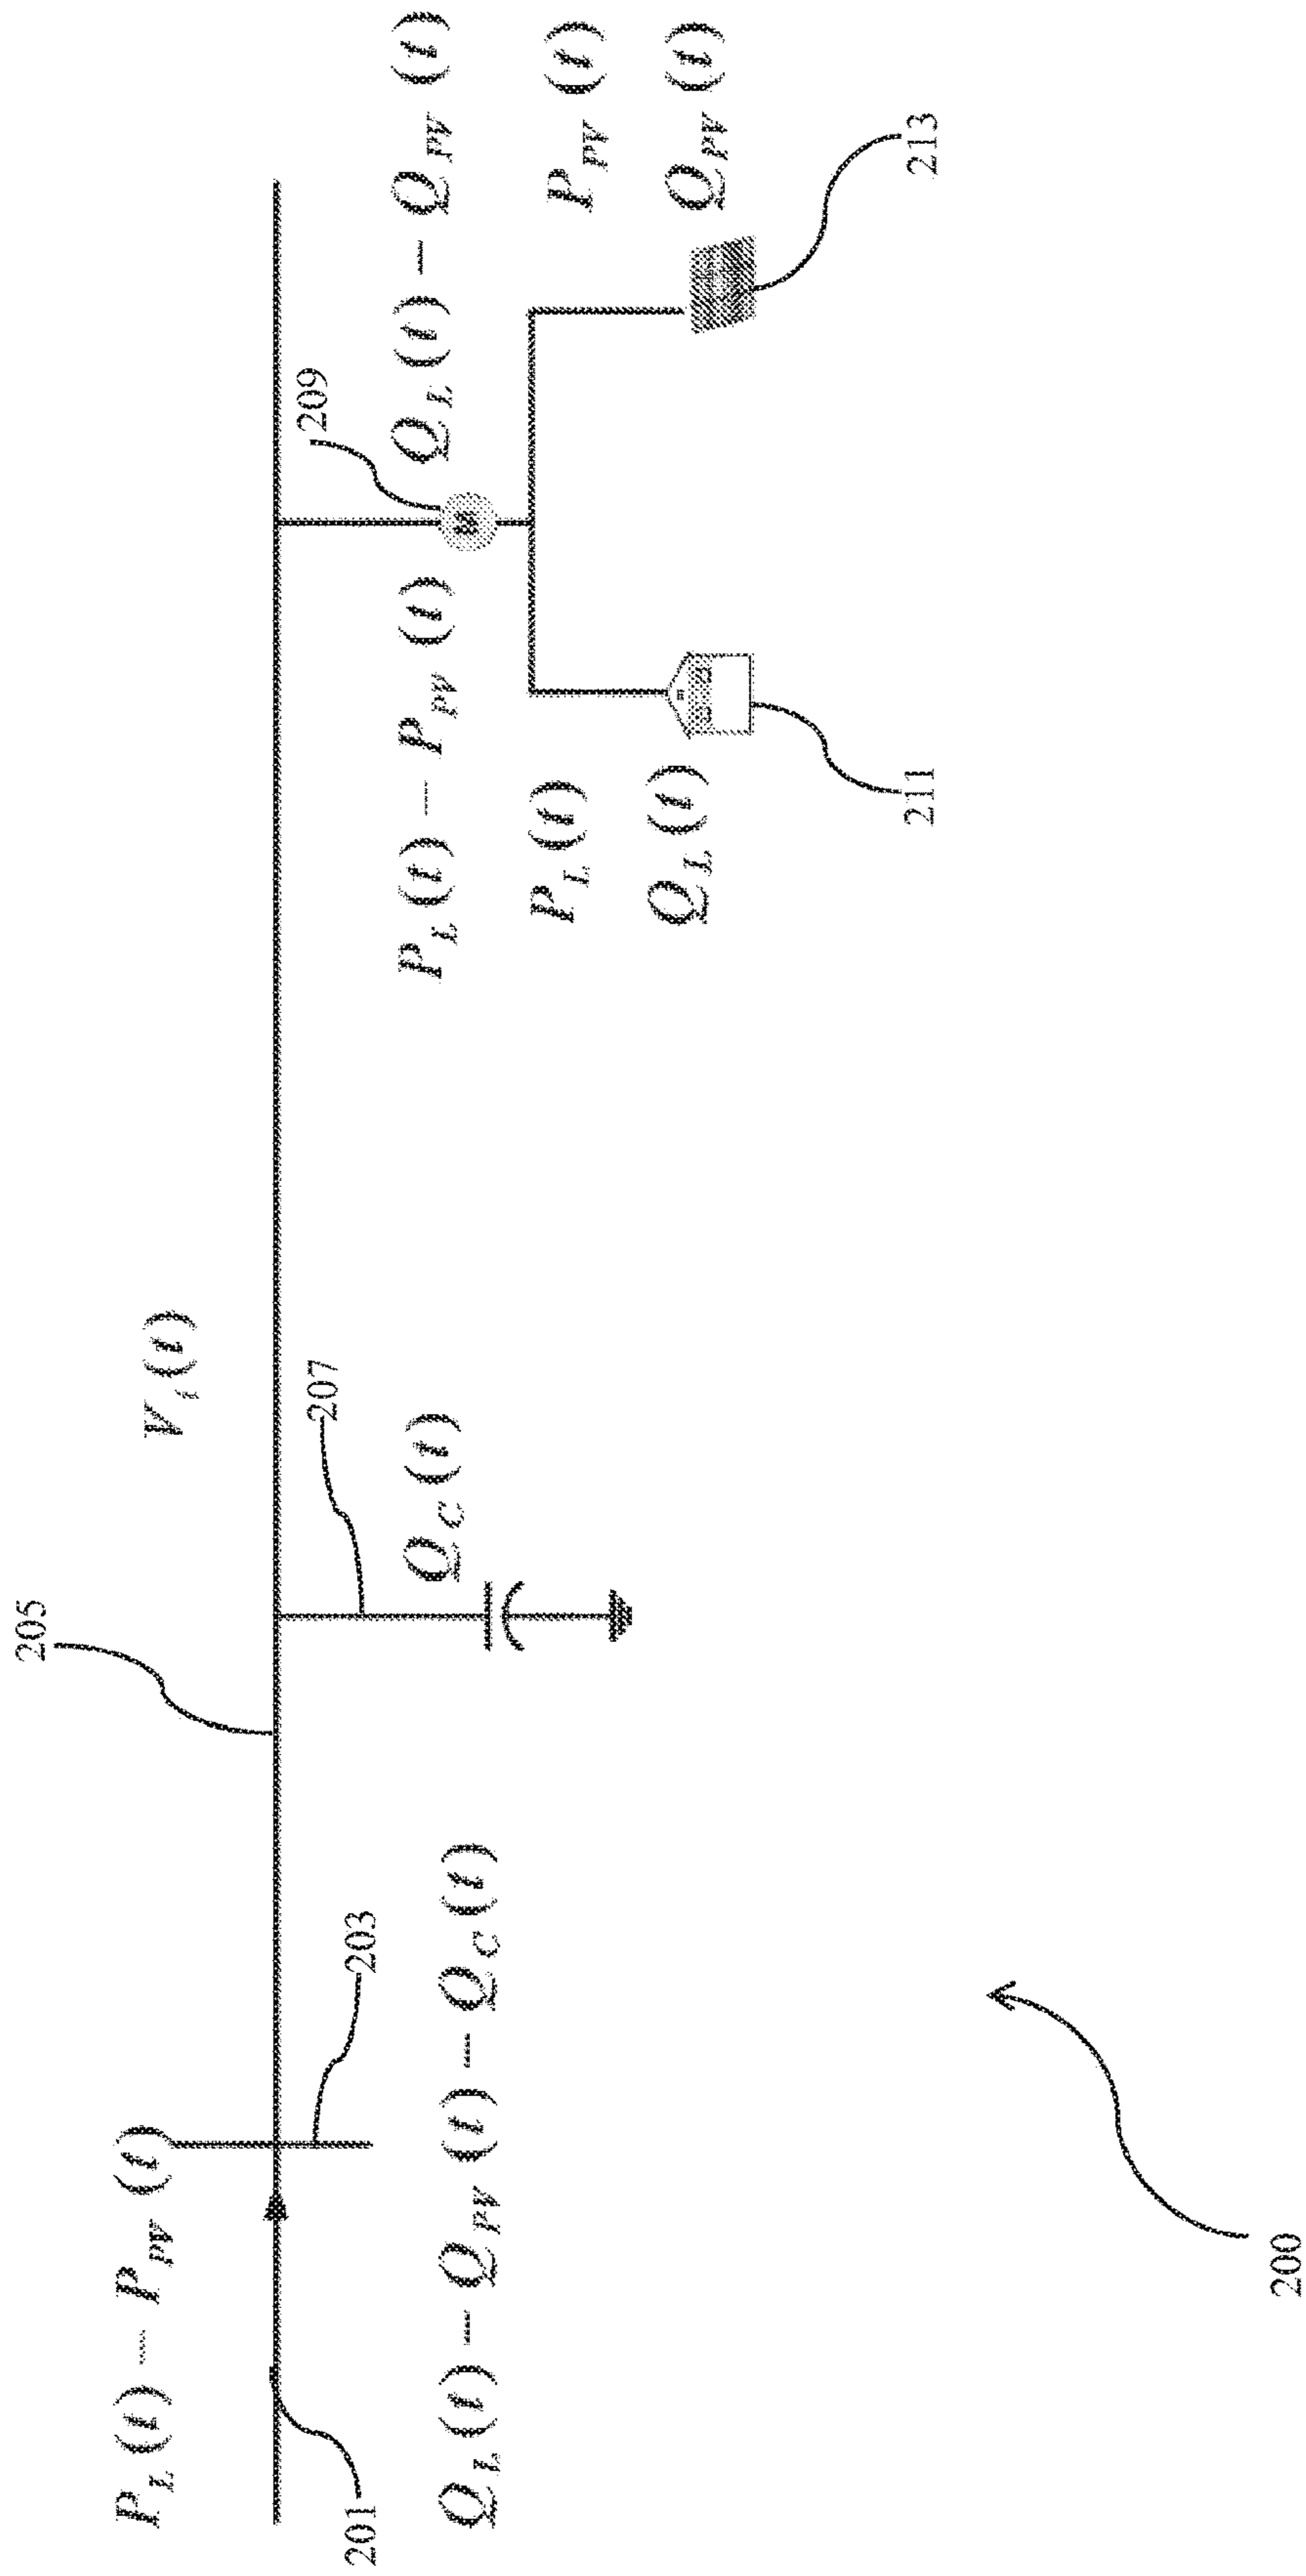 205
V_i(t)
P_L(t) − P_PV(t)
201
203
207
209
Q_L(t) − Q_PV(t) − Q_C(t)
Q_C(t)
P_L(t) − P_PV(t)
Q_L(t) − Q_PV(t)
P_L(t)
Q_L(t)
P_PV(t)
Q_PV(t)
211
213
200